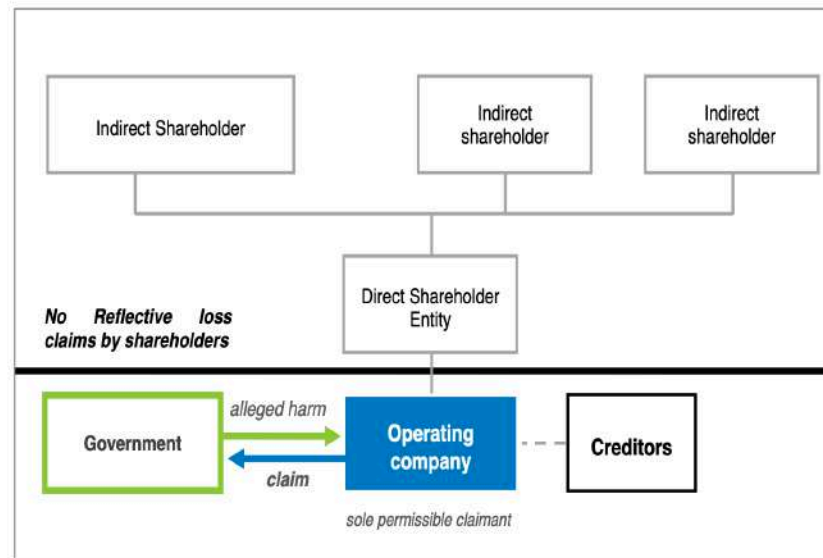 Indirect Shareholder
Indirect
shareholder
Indirect
shareholder
Direct Shareholder
Entity
No Reflective loss
claims by shareholders
alleged harm
Government
Operating
company
Creditors
claim
sole permissible claimant